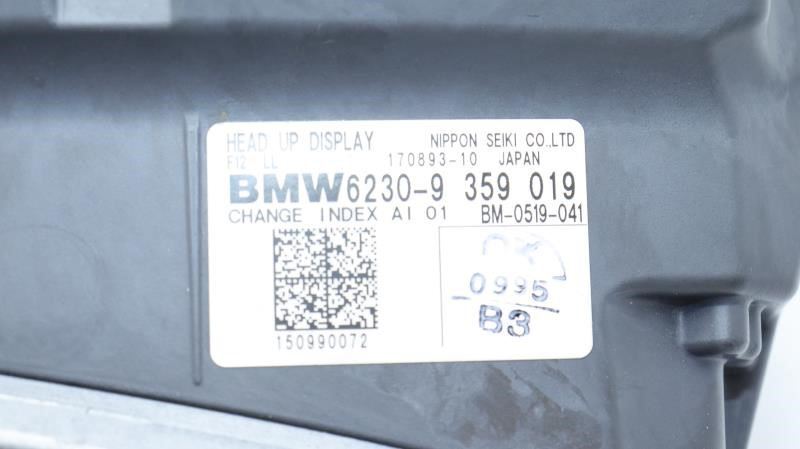 HEAD UP DISPLAY NIPPON SEIKI CO.,LTD
F12 LL 170893-10 JAPAN
BMW 6230-9 359 019
CHANGE INDEX AI 01 BM-0519-041
0995
B3
150990072